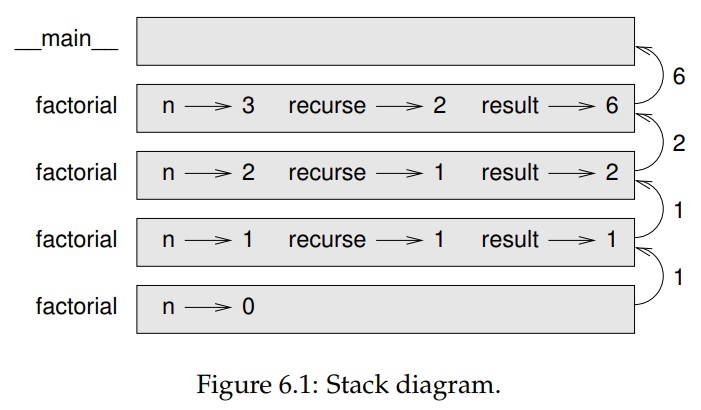 __main__
6
factorial n 3 recurse 2 result 6
2
factorial n 2 recurse 1 result 2
1
factorial n 1 recurse 1 result 1
1
factorial n 0
Figure 6.1: Stack diagram.